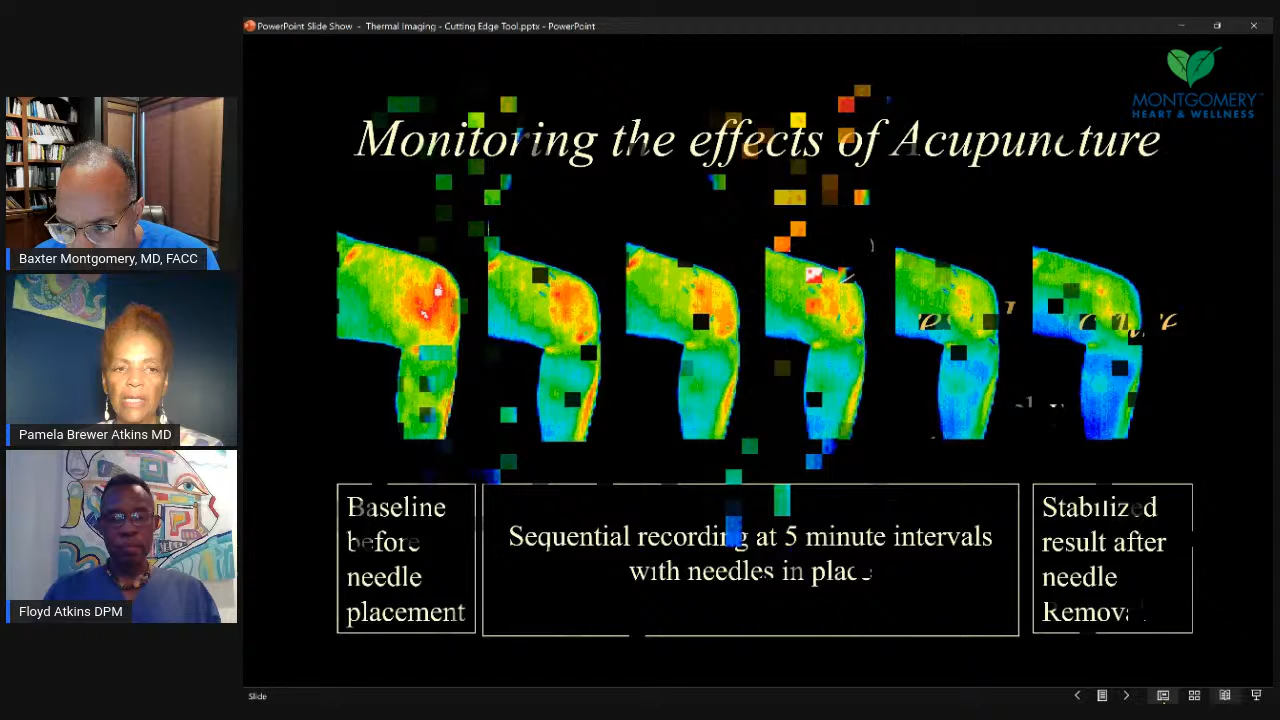 PowerPoint Slide Show - Thermal Imaging - Cutting Edge Tool.pptx - PowerPoint
MONTGOMERY
HEART & WELLNESS
Monitoring the effects of Acupuncture
Baxter Montgomery, MD, FACC
Pamela Brewer Atkins MD
Floyd Atkins DPM
Baseline
before
needle
placement
Sequential recording at 5 minute intervals
with needles in place
Stabilized
result after
needle
Removal
Slide